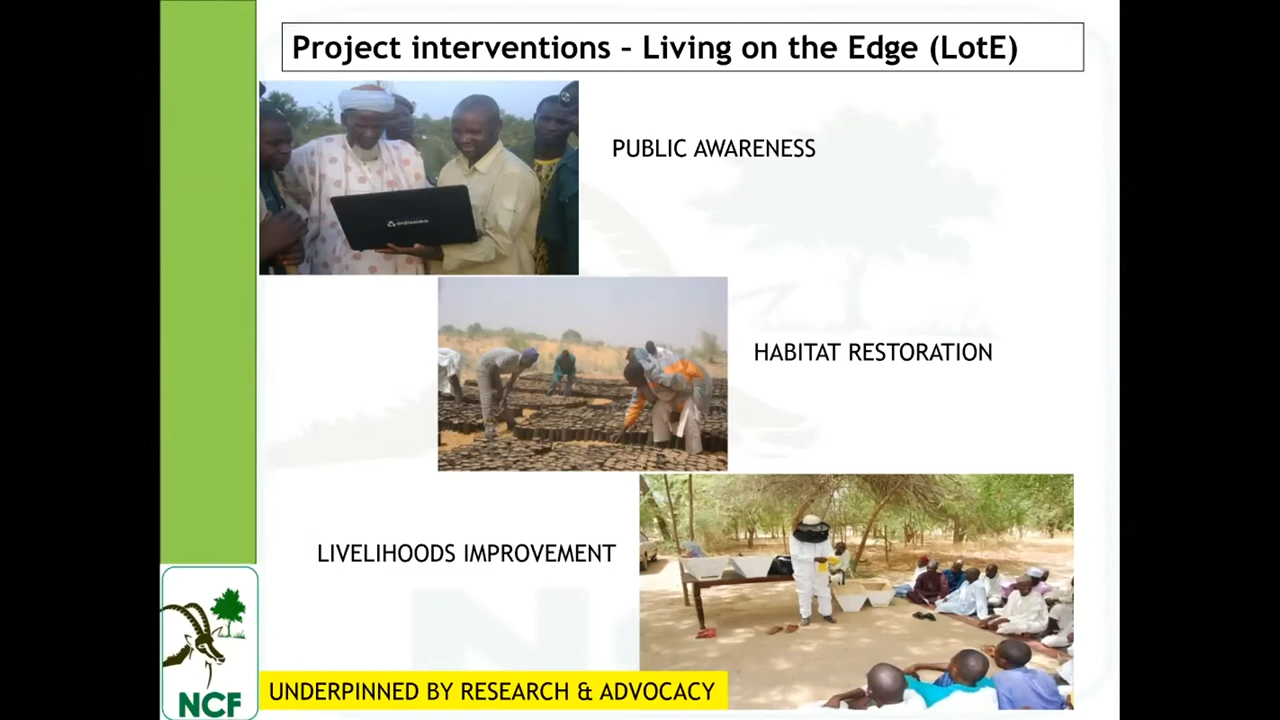 Project interventions – Living on the Edge (LotE)
PUBLIC AWARENESS
HABITAT RESTORATION
LIVELIHOODS IMPROVEMENT
UNDERPINNED BY RESEARCH & ADVOCACY
NCF